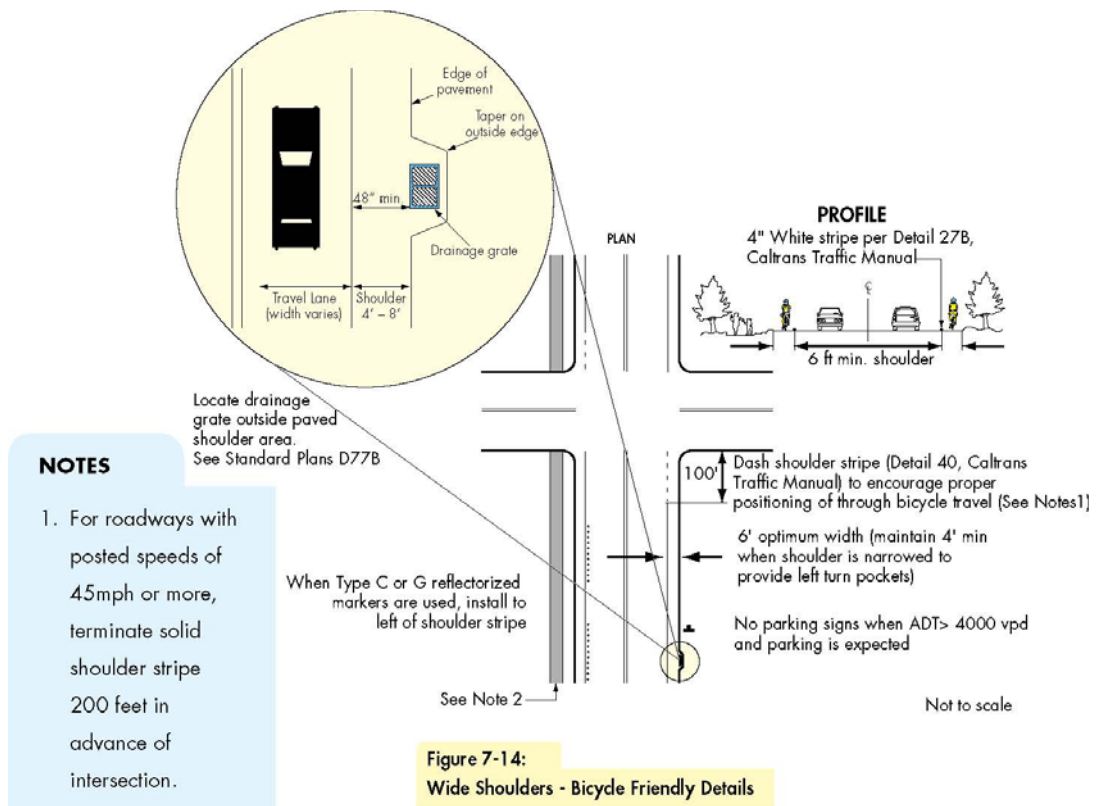 Edge of
pavement
Taper on
outside edge
48" min.
Drainage grate
Travel Lane
(width varies)
Shoulder
4' – 8'
Locate drainage
grate outside paved
shoulder area.
See Standard Plans D77B
PLAN
PROFILE
4" White stripe per Detail 27B,
Caltrans Traffic Manual
℄
6 ft min. shoulder
100'
Dash shoulder stripe (Detail 40, Caltrans
Traffic Manual) to encourage proper
positioning of through bicycle travel (See Notes1)
6' optimum width (maintain 4' min
when shoulder is narrowed to
provide left turn pockets)
When Type C or G reflectorized
markers are used, install to
left of shoulder stripe
No parking signs when ADT> 4000 vpd
and parking is expected
See Note 2
Not to scale
NOTES
1. For roadways with
posted speeds of
45mph or more,
terminate solid
shoulder stripe
200 feet in
advance of
intersection.
Figure 7-14:
Wide Shoulders - Bicycle Friendly Details